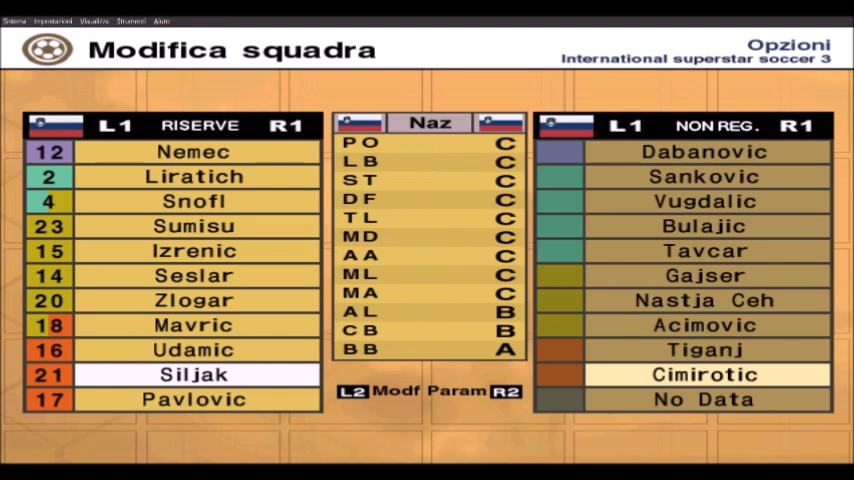 Sistema Impostazioni Visualizza Strumenti Aiuto
Modifica squadra
Opzioni
International superstar soccer 3
L1 RISERVE R1
12 Nemec
2 Liratich
4 Snofl
23 Sumisu
15 Izrenic
14 Seslar
20 Zlogar
18 Mavric
16 Udamic
21 Siljak
17 Pavlovic
Naz
PO C
LB C
ST C
DF C
TL C
MD C
AA C
ML C
MA C
AL B
CB B
BB A
L2 Modf Param R2
L1 NON REG. R1
Dabanovic
Sankovic
Vugdalic
Bulajic
Tavcar
Gajser
Nastja Ceh
Acimovic
Tiganj
Cimirotic
No Data